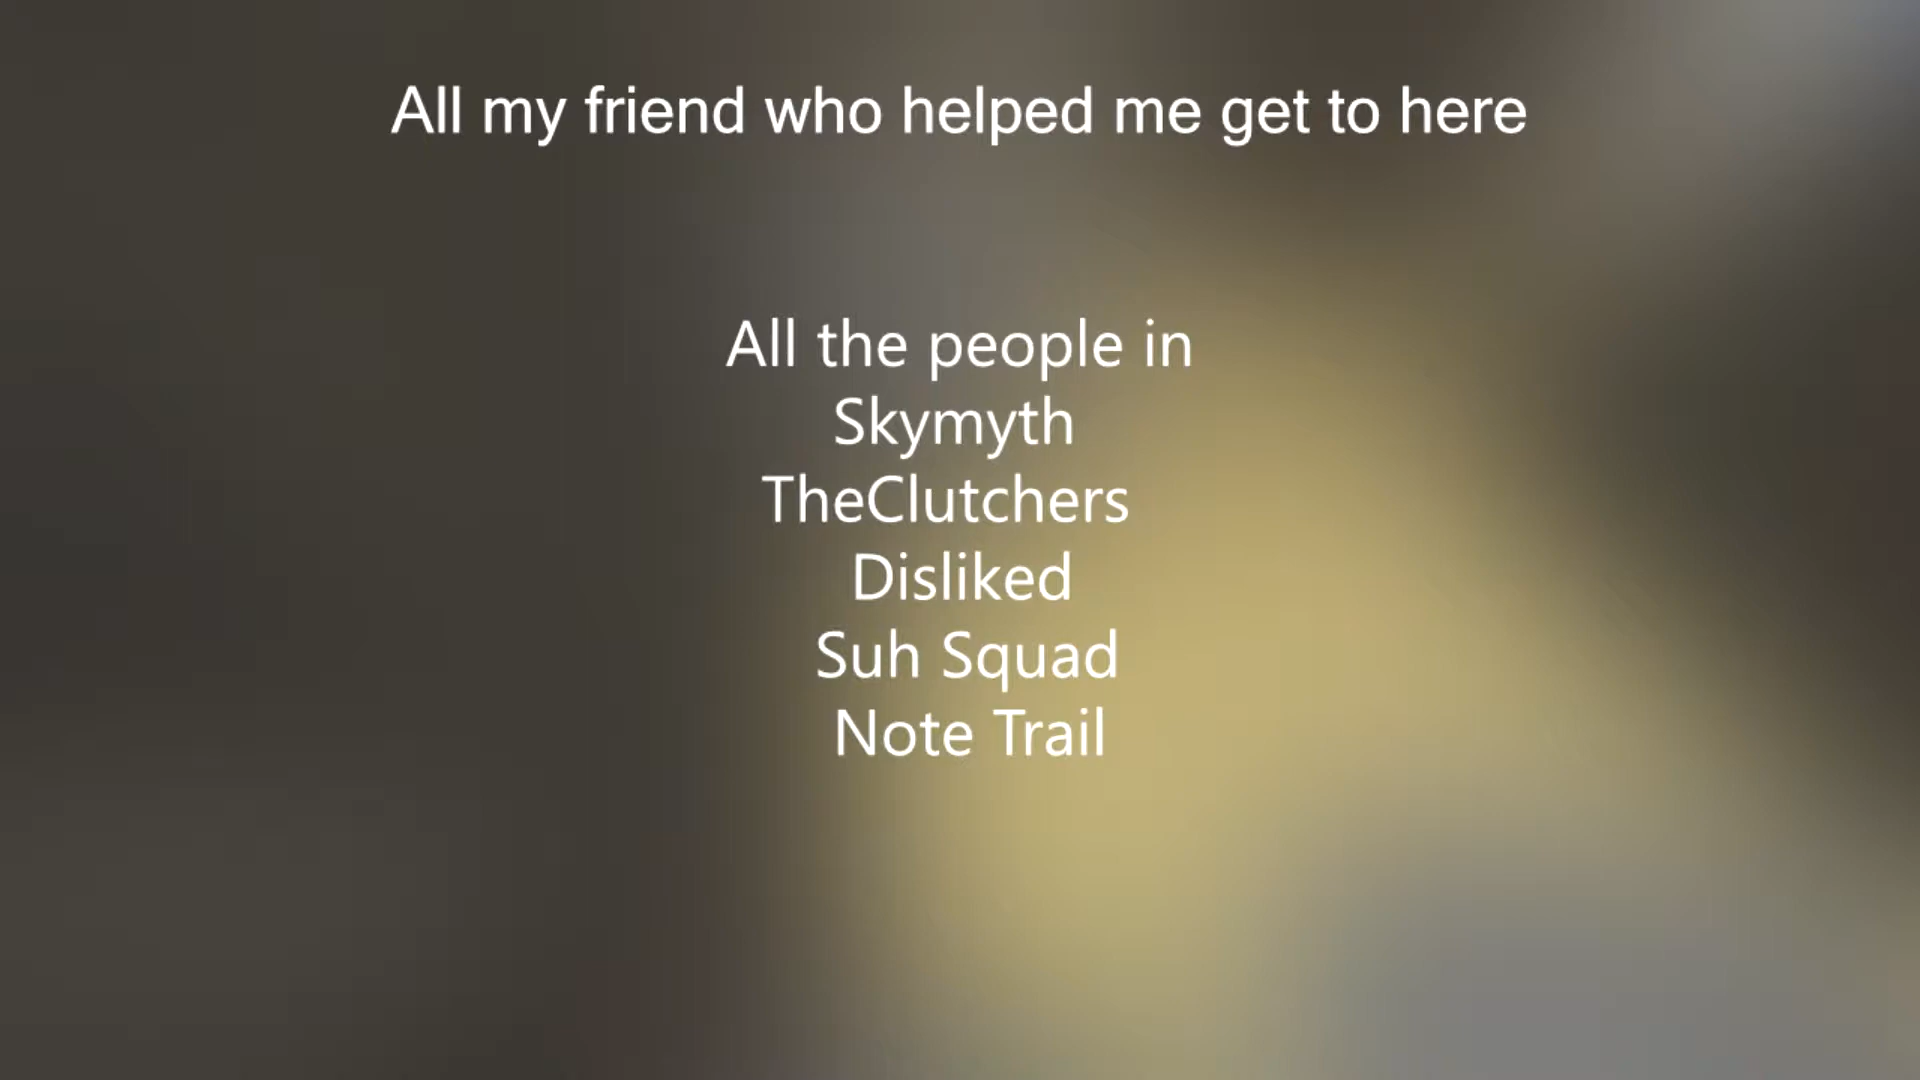 All my friend who helped me get to here
All the people in
Skymyth
TheClutchers
Disliked
Suh Squad
Note Trail